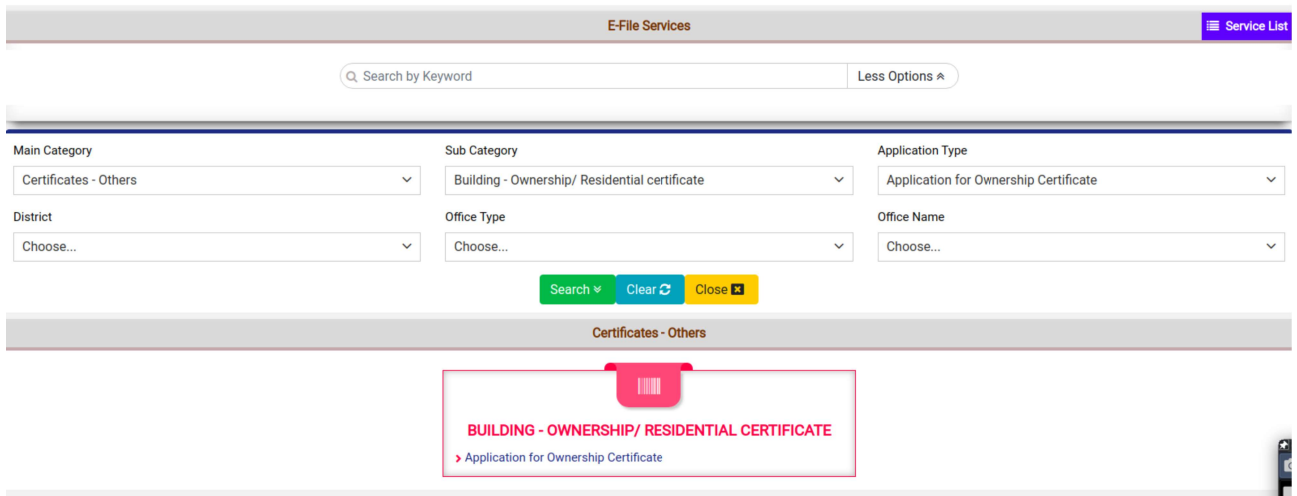 E-File Services
Service List
Search by Keyword
Less Options
Main Category
Sub Category
Application Type
Certificates - Others
Building - Ownership/ Residential certificate
Application for Ownership Certificate
District
Office Type
Office Name
Choose...
Choose...
Choose...
Search
Clear
Close
Certificates - Others
BUILDING - OWNERSHIP/ RESIDENTIAL CERTIFICATE
Application for Ownership Certificate